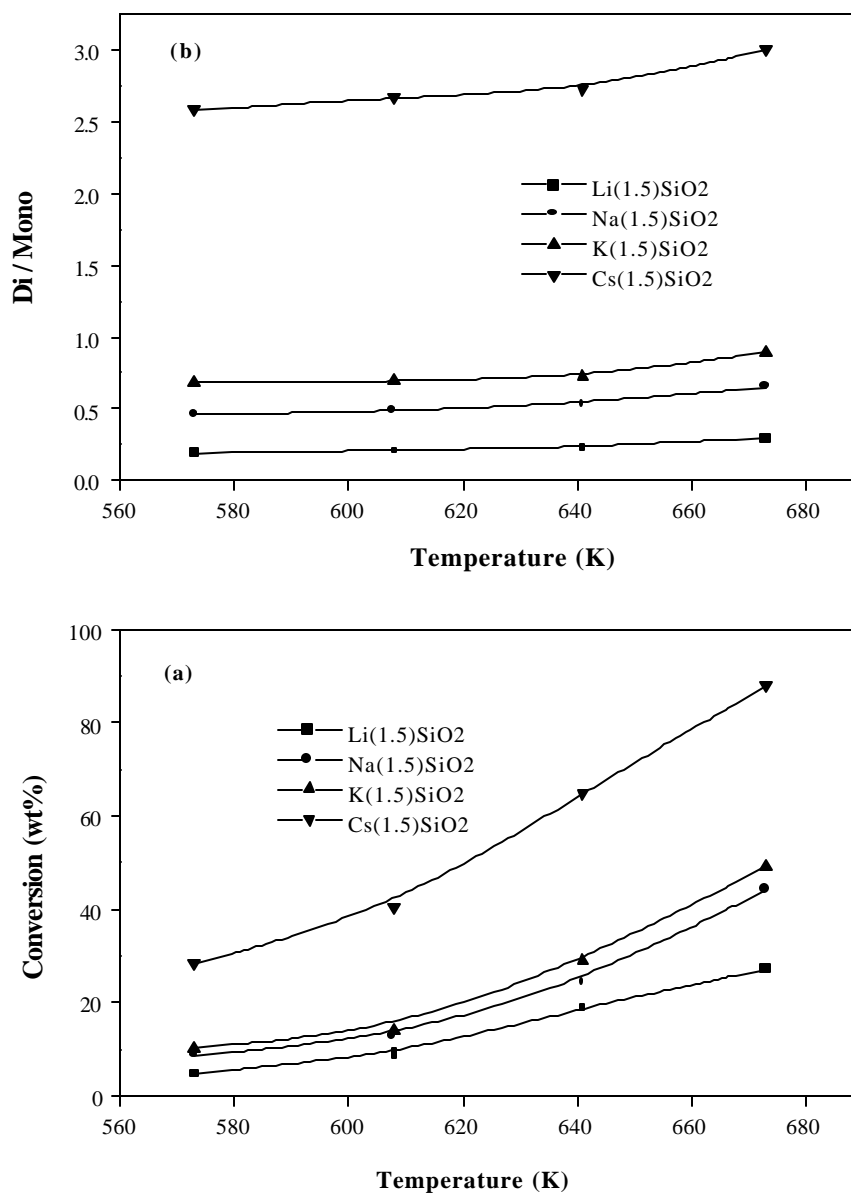 (b)
3.0
2.5
2.0
1.5
1.0
0.5
0.0
Di / Mono
Li(1.5)SiO2
Na(1.5)SiO2
K(1.5)SiO2
Cs(1.5)SiO2
560 580 600 620 640 660 680
Temperature (K)
(a)
100
80
60
40
20
0
Conversion (wt%)
Li(1.5)SiO2
Na(1.5)SiO2
K(1.5)SiO2
Cs(1.5)SiO2
560 580 600 620 640 660 680
Temperature (K)